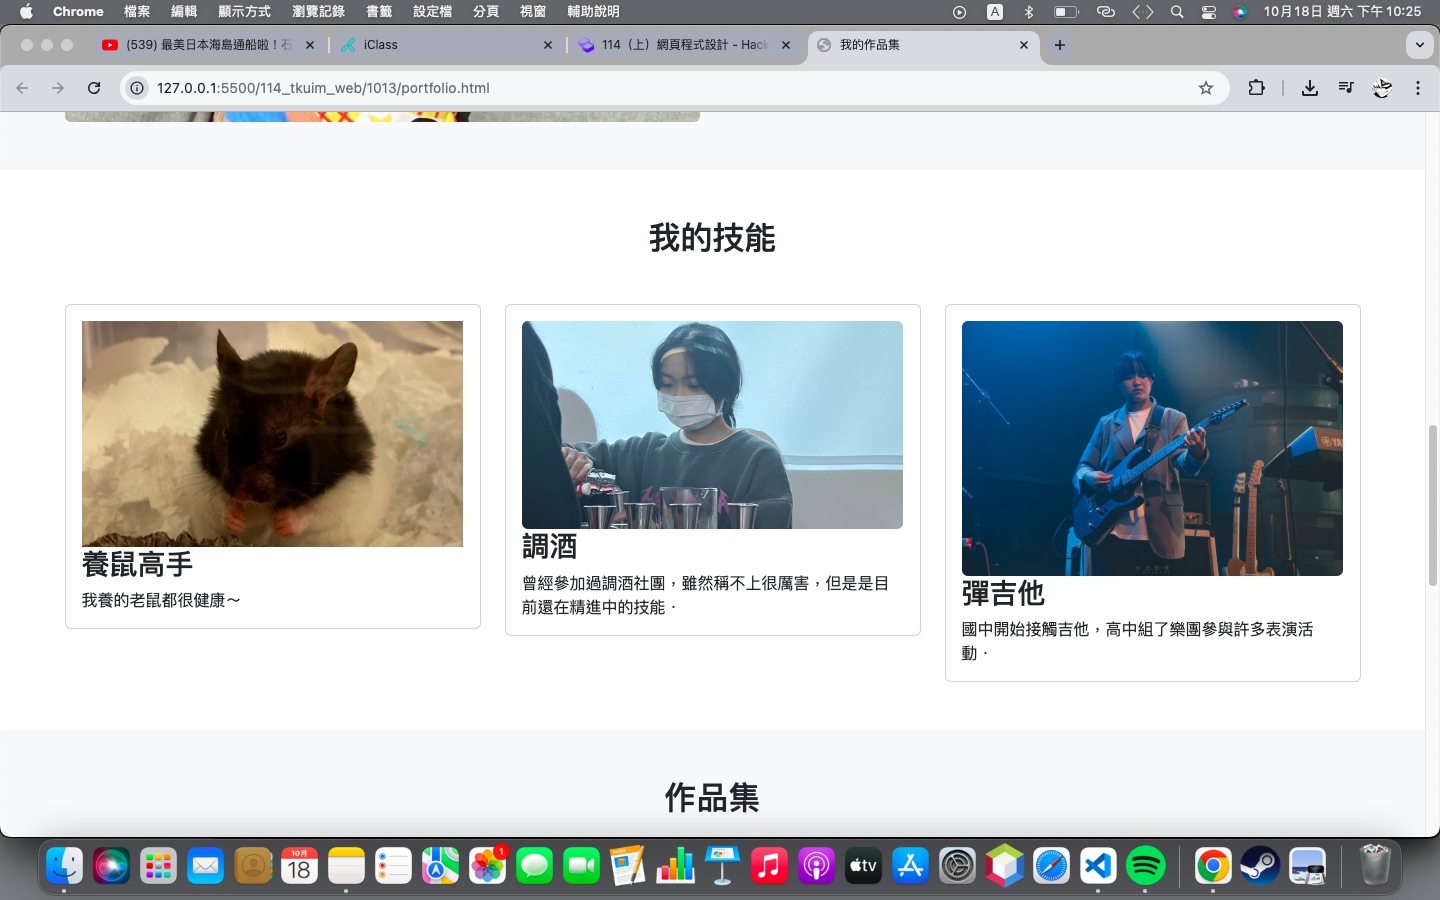 Chrome 檔案 編輯 顯示方式 瀏覽記錄 書籤 設定檔 分頁 視窗 輔助說明 A 10月18日 週六 下午 10:25
(539) 最美日本海島通船啦！石 iClass 114（上）網頁程式設計 - Hack 我的作品集
127.0.0.1:5500/114_tkuim_web/1013/portfolio.html
我的技能
養鼠高手
我養的老鼠都很健康～
調酒
曾經參加過調酒社團，雖然稱不上很厲害，但是是目
前還在精進中的技能．
彈吉他
國中開始接觸吉他，高中組了樂團參與許多表演活
動．
作品集
10月
18
1
tv